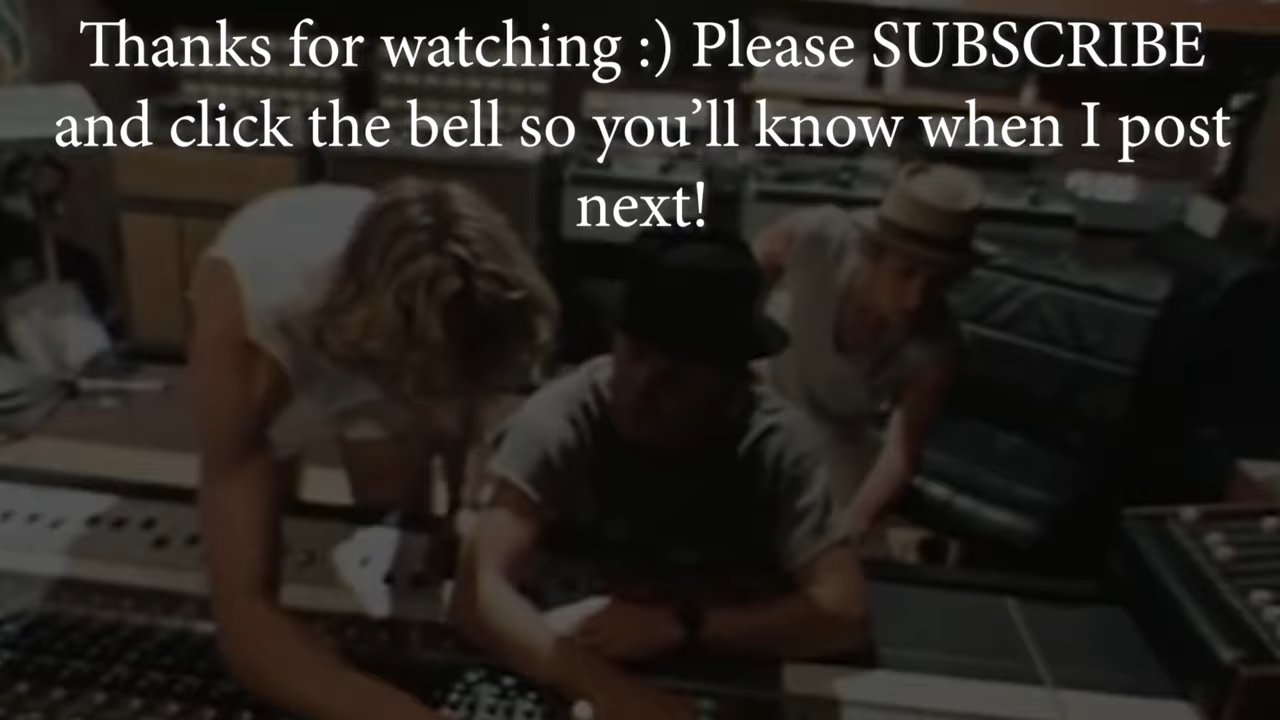 Thanks for watching :) Please SUBSCRIBE
and click the bell so you’ll know when I post
next!